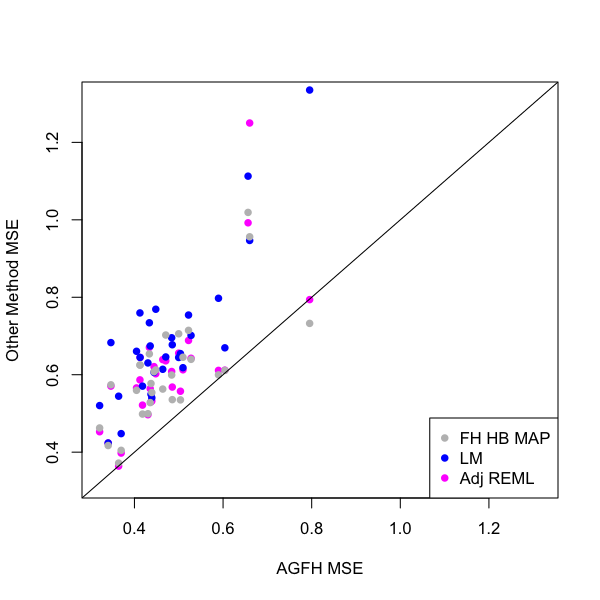 Other Method MSE
1.2
1.0
0.8
0.6
0.4
FH HB MAP
LM
Adj REML
0.4 0.6 0.8 1.0 1.2
AGFH MSE